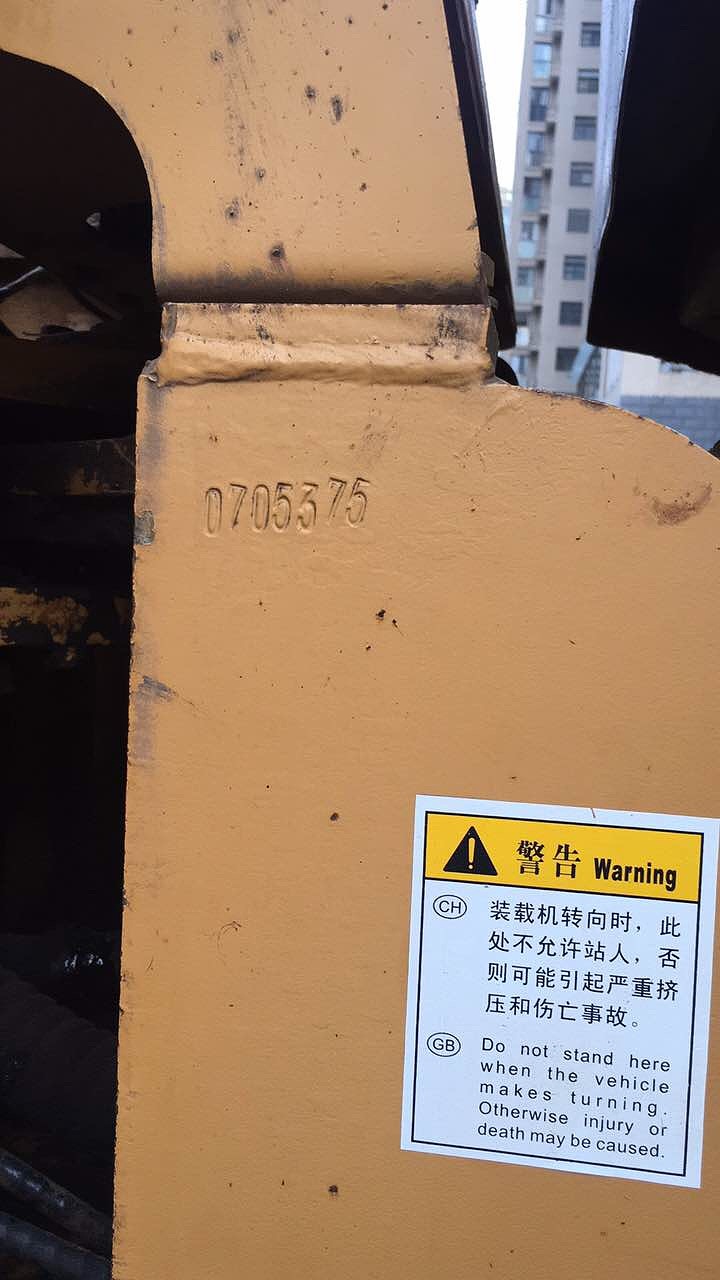 0705375
警告 Warning
CH
装载机转向时，此
处不允许站人，否
则可能引起严重挤
压和伤亡事故。
GB
Do not stand here
when the vehicle
makes turning.
Otherwise injury or
death may be caused.